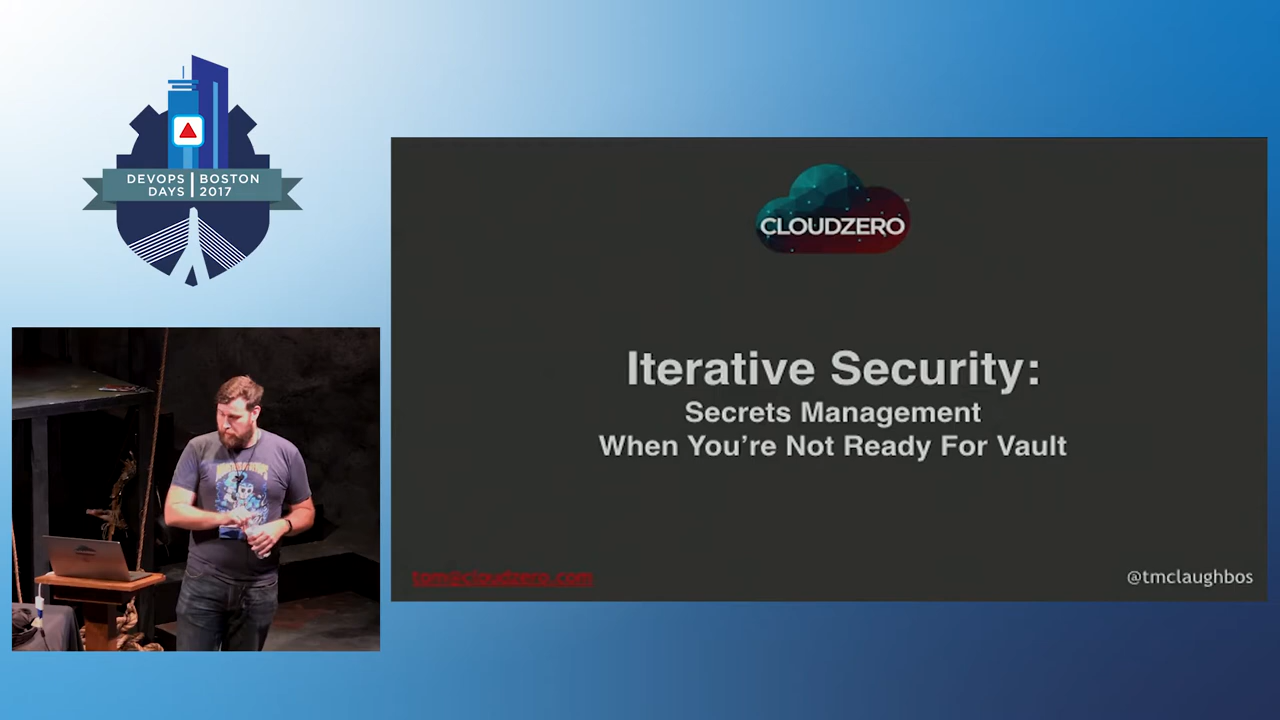 DEVOPS | BOSTON
DAYS | 2017
CLOUDZERO
Iterative Security:
Secrets Management
When You're Not Ready For Vault
tom@cloudzero.com
@tmclaughbos